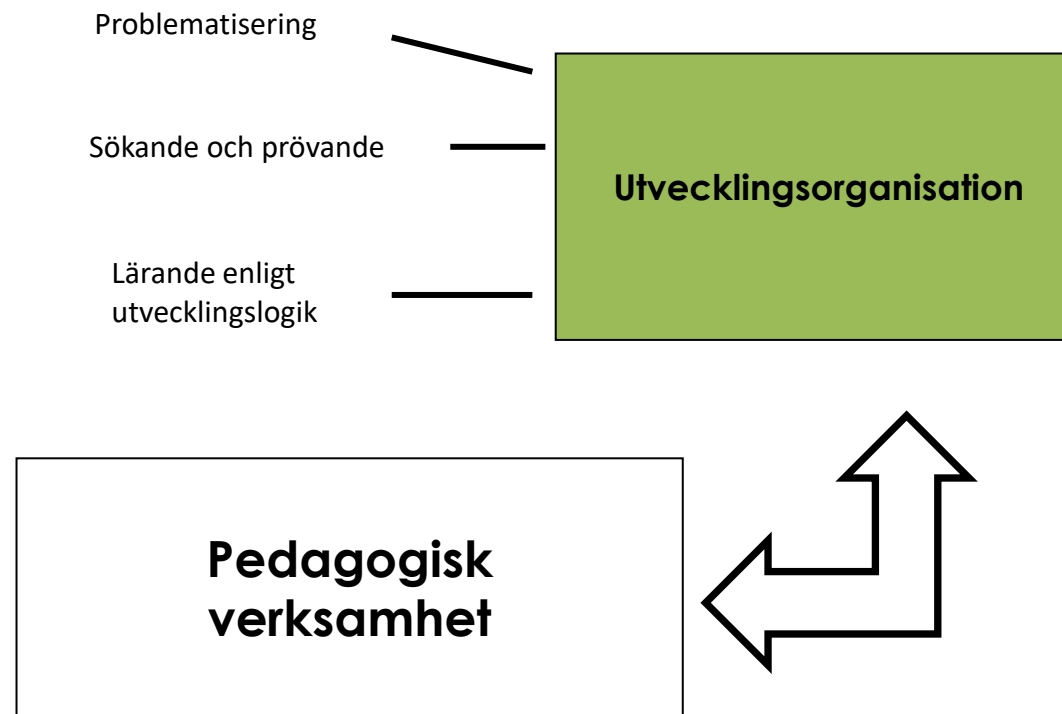 Problematisering
Sökande och prövande
Utvecklingsorganisation
Lärande enligt
utvecklingslogik
Pedagogisk
verksamhet